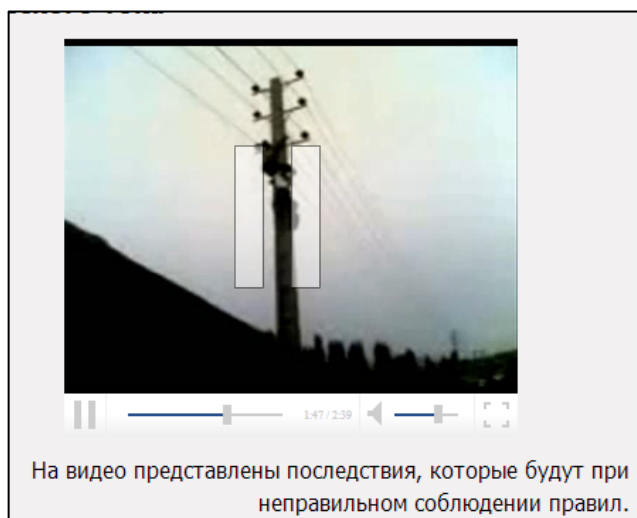 1:47 / 2:39
На видео представлены последствия, которые будут при
неправильном соблюдении правил.